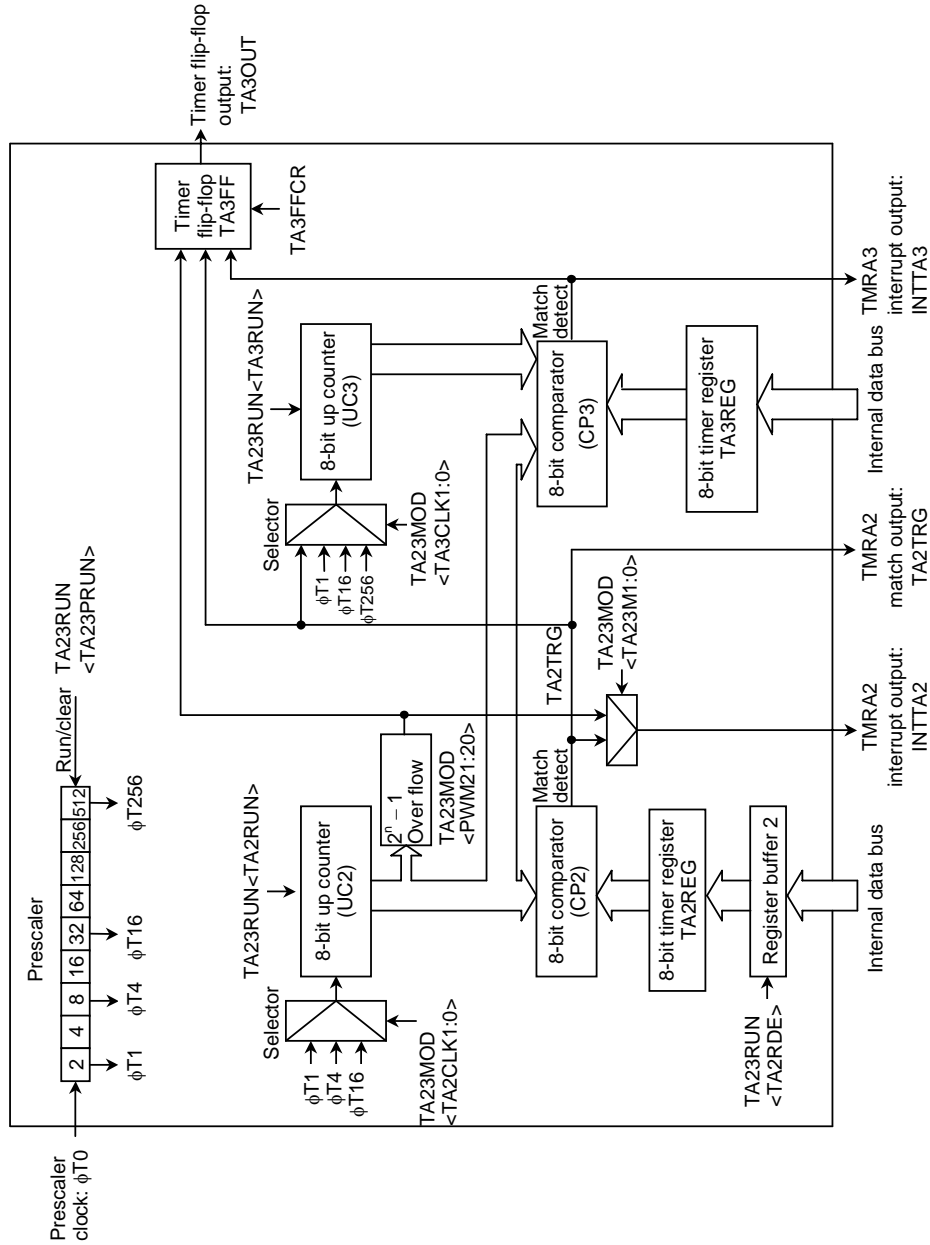 Prescaler
clock: ϕT0
Prescaler
2 4 8 16 32 64 128 256 512
Run/clear
TA23RUN
<TA23PRUN>
ϕT1
ϕT4
ϕT16
ϕT256
Selector
ϕT1
ϕT4
ϕT16
TA23MOD
<TA2CLK1:0>
TA23RUN<TA2RUN>
8-bit up counter
(UC2)
2ⁿ − 1
Over flow
TA23MOD
<PWM21:20>
Selector
ϕT1
ϕT16
ϕT256
TA23MOD
<TA3CLK1:0>
TA23RUN<TA3RUN>
8-bit up counter
(UC3)
Timer
flip-flop
TA3FF
TA3FFCR
Timer flip-flop
output:
TA3OUT
8-bit comparator
(CP2)
Match
detect
TA2TRG
TA23MOD
<TA23M1:0>
8-bit comparator
(CP3)
Match
detect
8-bit timer register
TA2REG
8-bit timer register
TA3REG
TA23RUN
<TA2RDE>
Register buffer 2
Internal data bus
TMRA2
interrupt output:
INTTA2
TMRA2
match output:
TA2TRG
Internal data bus
TMRA3
interrupt output:
INTTA3